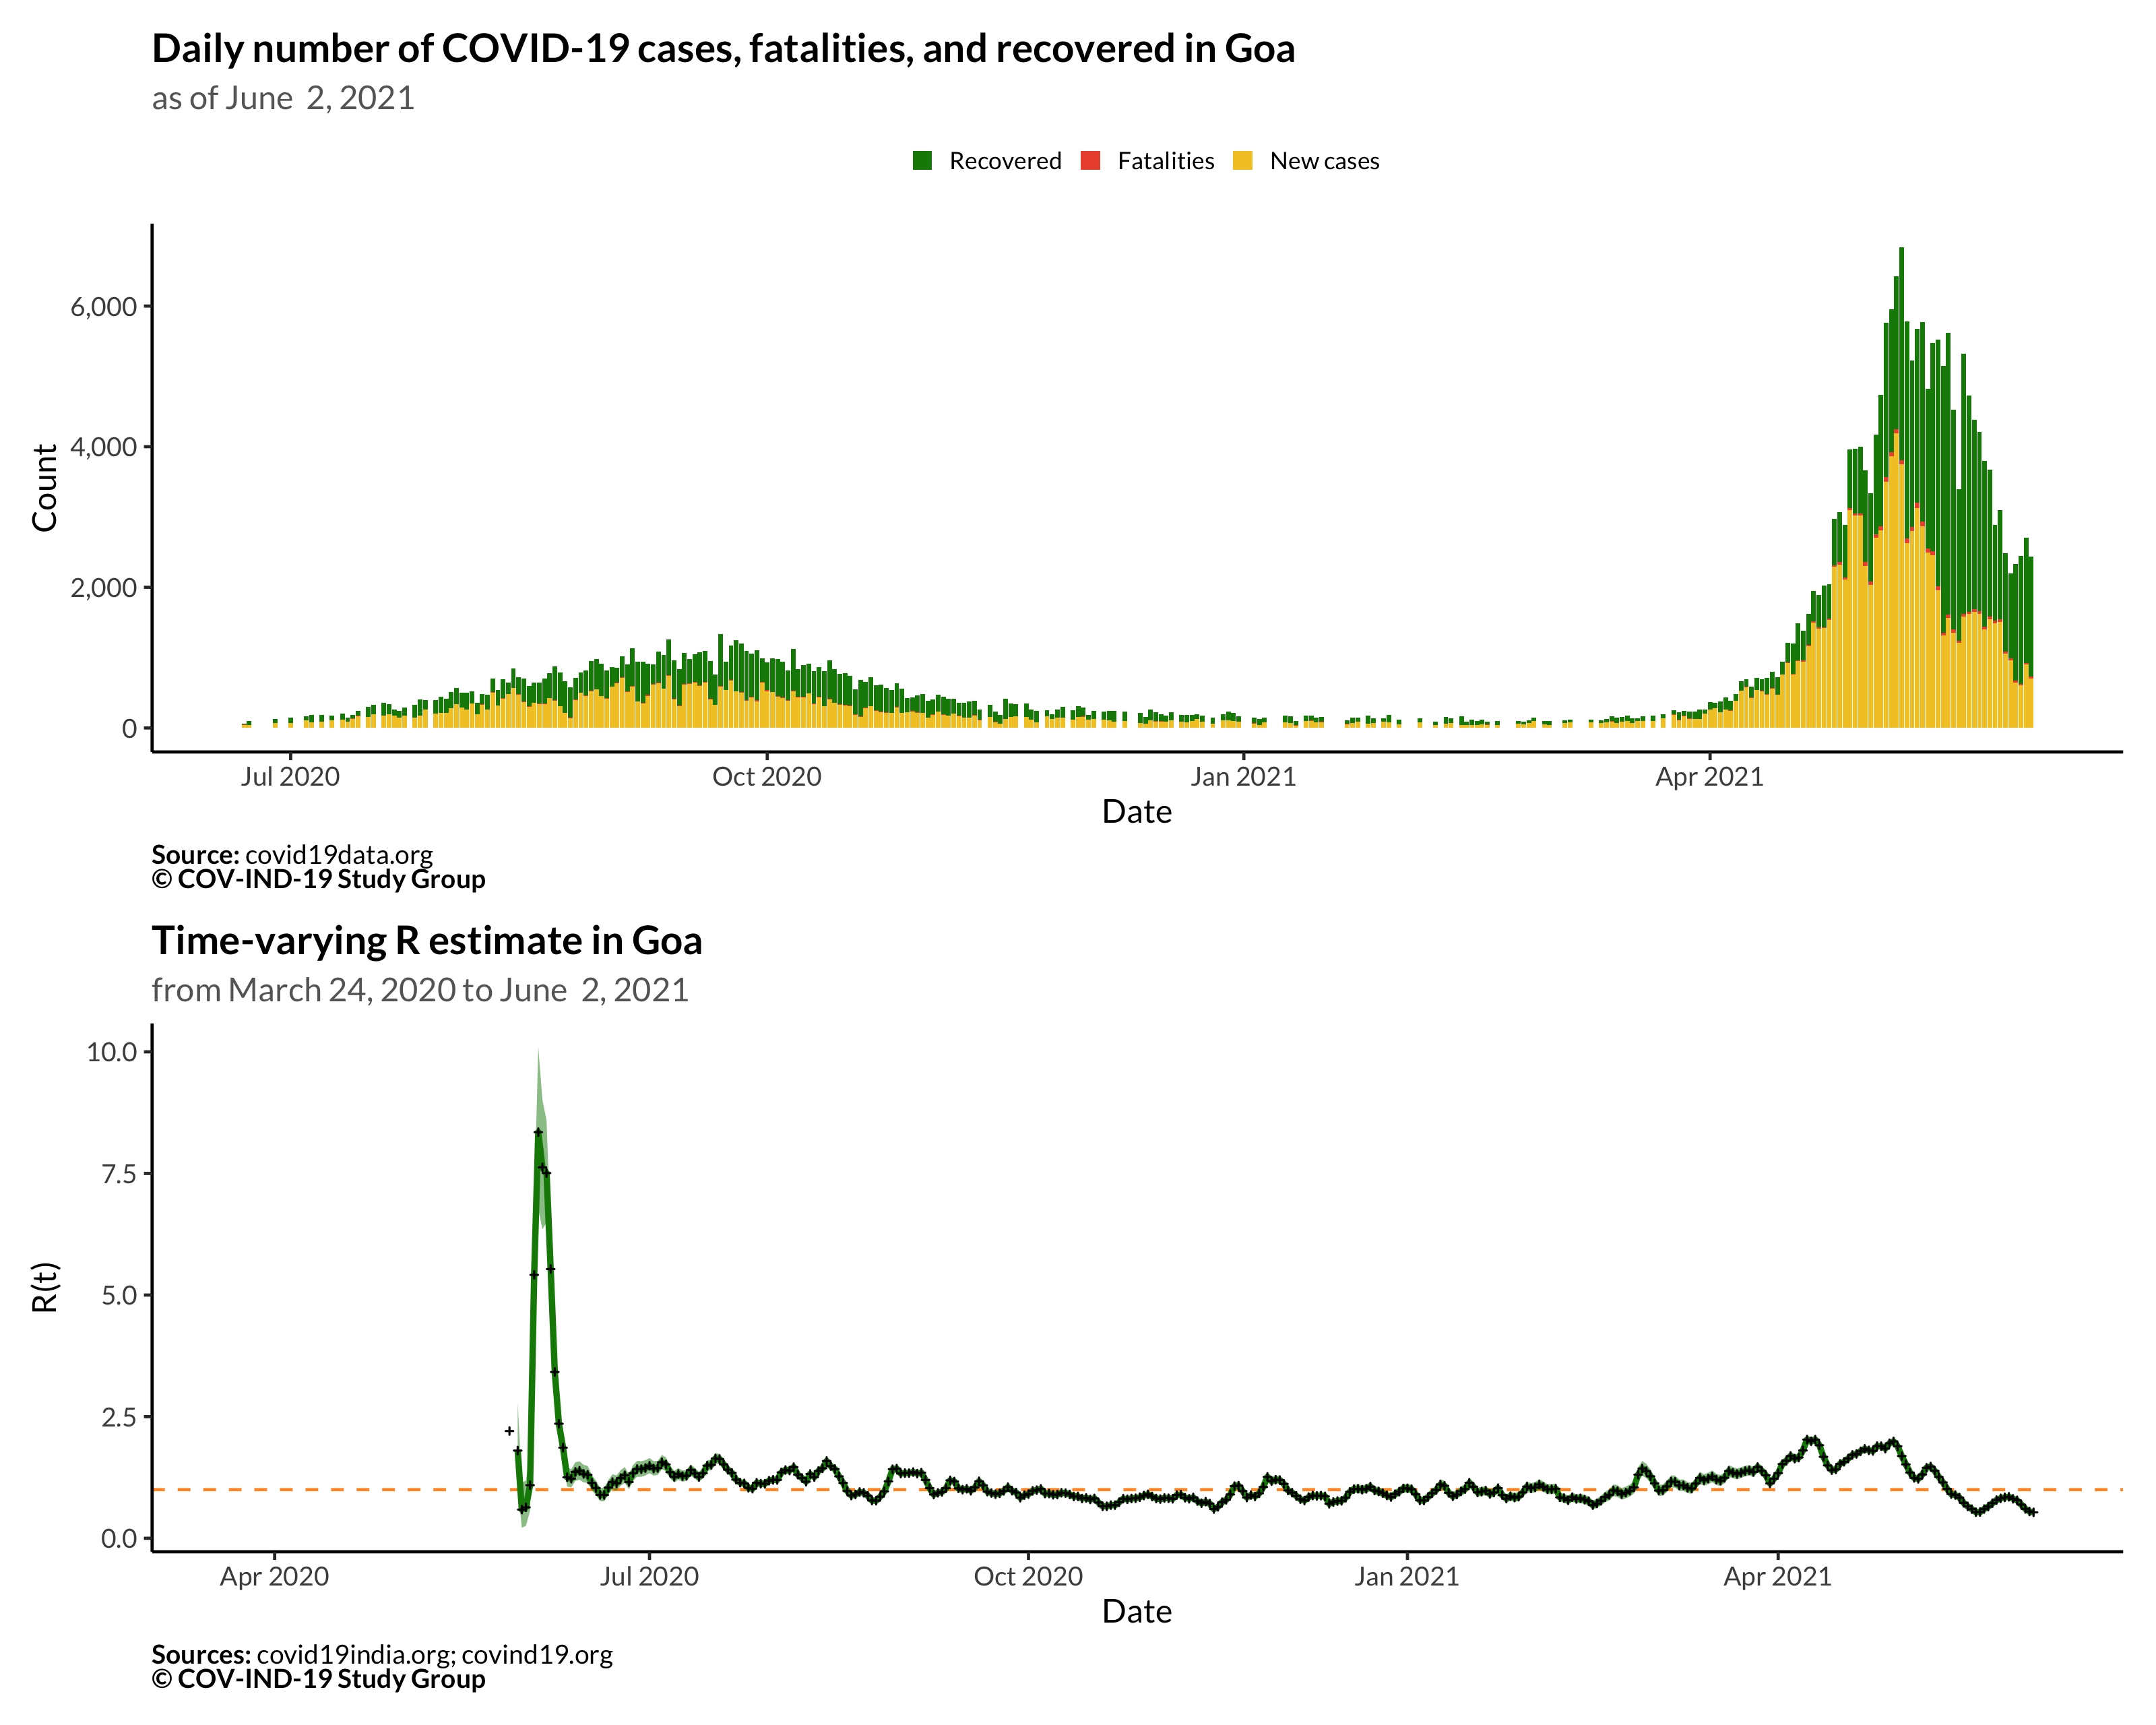 Daily number of COVID-19 cases, fatalities, and recovered in Goa
as of June  2, 2021
Recovered Fatalities New cases
Count
6,000
4,000
2,000
0
Jul 2020 Oct 2020 Jan 2021 Apr 2021
Date
Source: covid19data.org
© COV-IND-19 Study Group
Time-varying R estimate in Goa
from March 24, 2020 to June  2, 2021
R(t)
10.0
7.5
5.0
2.5
0.0
Apr 2020 Jul 2020 Oct 2020 Jan 2021 Apr 2021
Date
Sources: covid19india.org; covind19.org
© COV-IND-19 Study Group